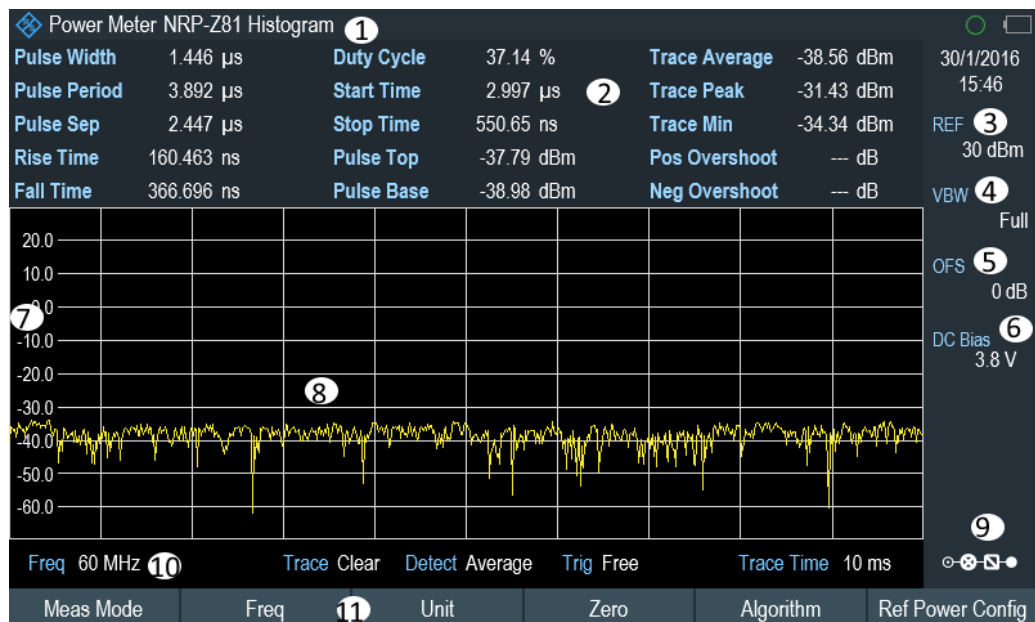 Power Meter NRP-Z81 Histogram 1
Pulse Width 1.446 µs Duty Cycle 37.14 % Trace Average -38.56 dBm
Pulse Period 3.892 µs Start Time 2.997 µs 2 Trace Peak -31.43 dBm
Pulse Sep 2.447 µs Stop Time 550.65 ns Trace Min -34.34 dBm
Rise Time 160.463 ns Pulse Top -37.79 dBm Pos Overshoot --- dB
Fall Time 366.696 ns Pulse Base -38.98 dBm Neg Overshoot --- dB
30/1/2016
15:46
REF 3
30 dBm
VBW 4
Full
OFS 5
0 dB
DC Bias 6
3.8 V
20.0
10.0
0.0
7
-10.0
-20.0
8
-30.0
-40.0
-50.0
-60.0
9
Freq 60 MHz 10 Trace Clear Detect Average Trig Free Trace Time 10 ms
Meas Mode Freq 11 Unit Zero Algorithm Ref Power Config